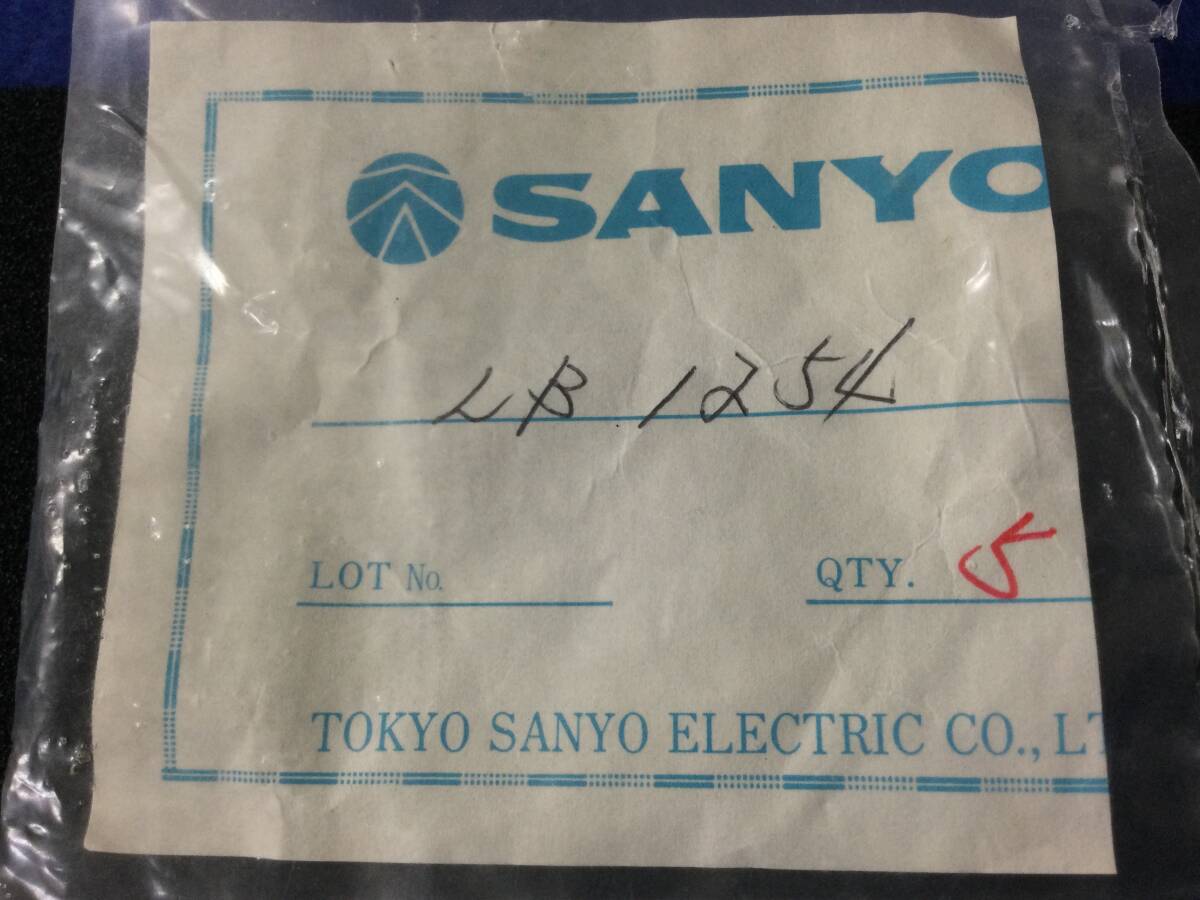 SANYO
LB 1254
LOT No.
QTY. 5
TOKYO SANYO ELECTRIC CO., LT